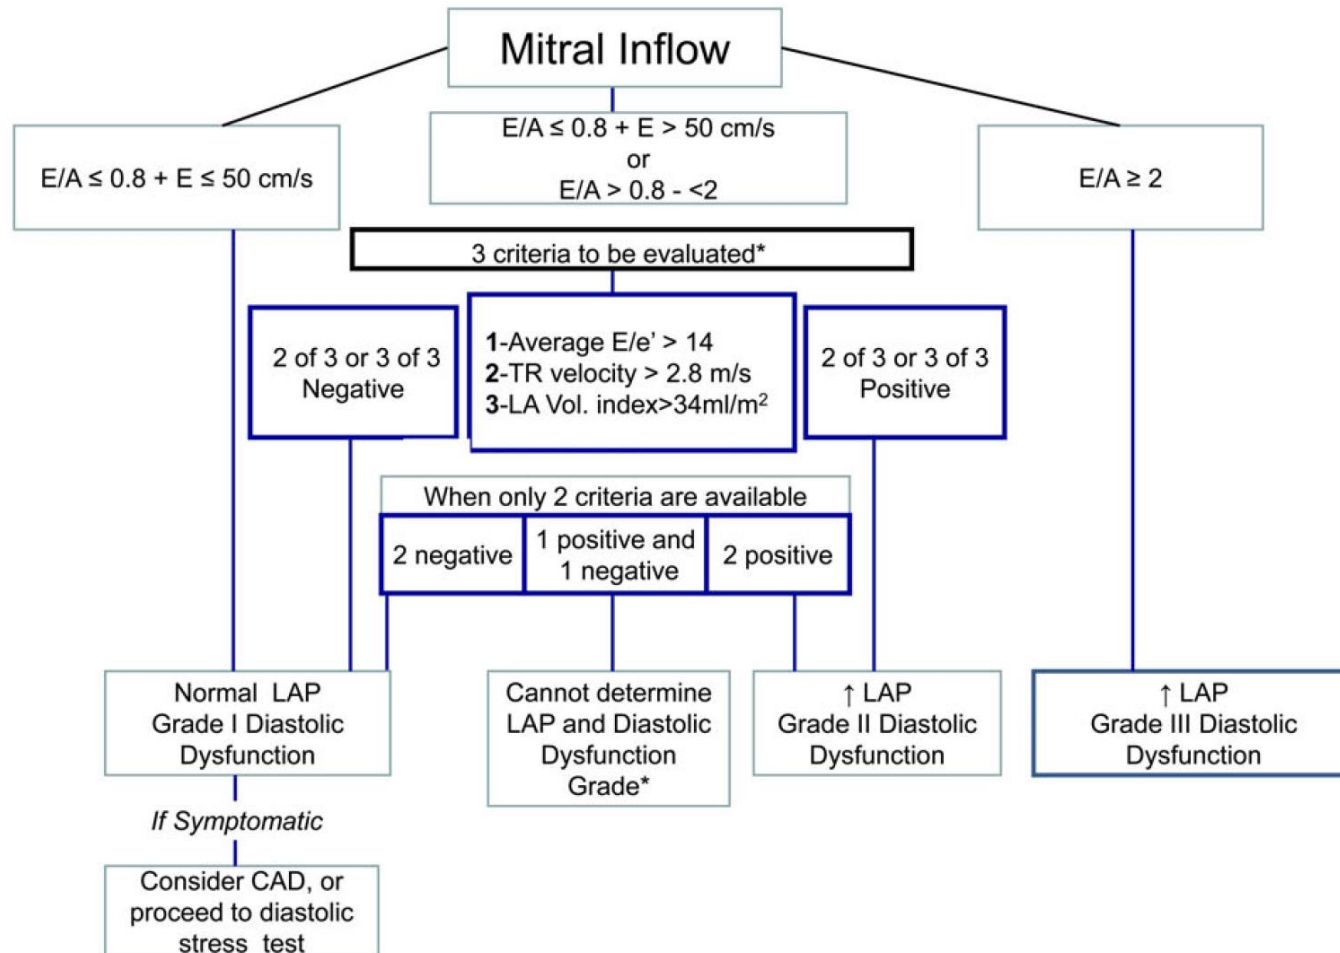 Mitral Inflow
E/A ≤ 0.8 + E ≤ 50 cm/s
E/A ≤ 0.8 + E > 50 cm/s
or
E/A > 0.8 - <2
E/A ≥ 2
3 criteria to be evaluated*
2 of 3 or 3 of 3
Negative
1-Average E/e’ > 14
2-TR velocity > 2.8 m/s
3-LA Vol. index>34ml/m²
2 of 3 or 3 of 3
Positive
When only 2 criteria are available
2 negative
1 positive and
1 negative
2 positive
Normal LAP
Grade I Diastolic
Dysfunction
Cannot determine
LAP and Diastolic
Dysfunction
Grade*
↑ LAP
Grade II Diastolic
Dysfunction
↑ LAP
Grade III Diastolic
Dysfunction
If Symptomatic
Consider CAD, or
proceed to diastolic
stress test